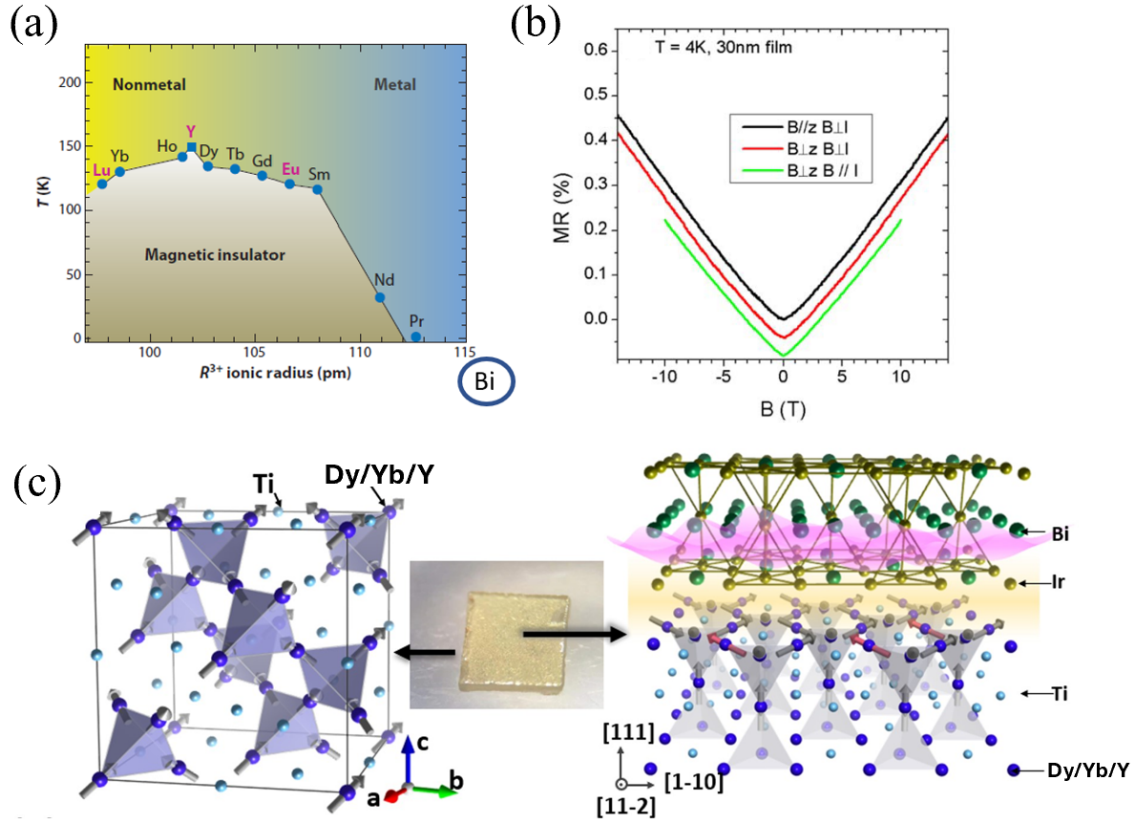 (a)
200
150
100
50
0
T (K)
Nonmetal
Metal
Magnetic insulator
Lu
Yb
Ho
Y
Dy
Tb
Gd
Eu
Sm
Nd
Pr
100
105
110
115
R³⁺ ionic radius (pm)
Bi
(b)
T = 4K, 30nm film
B//z B⊥I
B⊥z B⊥I
B⊥z B // I
0.6
0.5
0.4
0.3
0.2
0.1
0.0
MR (%)
-10
-5
0
5
10
B (T)
(c)
Ti
Dy/Yb/Y
c
b
a
Bi
Ir
Ti
Dy/Yb/Y
[111]
[1-10]
[11-2]